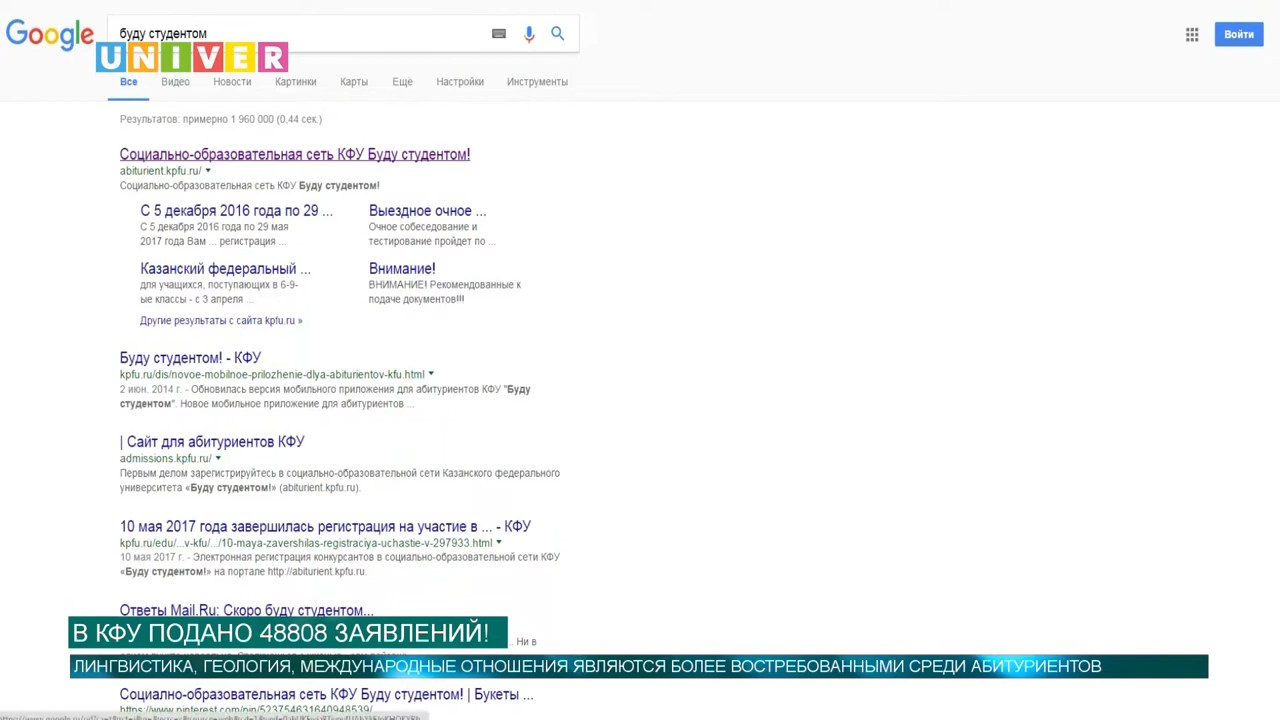 Google
буду студентом
UNIVER
Войти
Все Видео Новости Картинки Карты Ещё Настройки Инструменты
Результатов: примерно 1 960 000 (0,44 сек.)
Социально-образовательная сеть КФУ Буду студентом!
abiturient.kpfu.ru/
Социально-образовательная сеть КФУ Буду студентом!
С 5 декабря 2016 года по 29 ...
С 5 декабря 2016 года по 29 мая
2017 года Вам ... регистрация ...
Выездное очное ...
Очное собеседование и
тестирование пройдет по ...
Казанский федеральный ...
для учащихся, поступающих в 6-9-
ые классы - с 3 апреля ...
Внимание!
ВНИМАНИЕ! Рекомендованные к
подаче документов!!!
Другие результаты с сайта kpfu.ru »
Буду студентом! - КФУ
kpfu.ru/dis/novoe-mobilnoe-prilozhenie-dlya-abiturientov-kfu.html
2 июн. 2014 г. - Обновилась версия мобильного приложения для абитуриентов КФУ "Буду
студентом". Новое мобильное приложение для абитуриентов ...
| Сайт для абитуриентов КФУ
admissions.kpfu.ru/
Первым делом зарегистрируйтесь в социально-образовательной сети Казанского федерального
университета «Буду студентом!» (abiturient.kpfu.ru).
10 мая 2017 года завершилась регистрация на участие в ... - КФУ
kpfu.ru/edu/...v-kfu/.../10-maya-zavershilas-registraciya-uchastie-v-297933.html
10 мая 2017 г. - Электронная регистрация конкурсантов в социально-образовательной сети КФУ
«Буду студентом!» на портале http://abiturient.kpfu.ru.
Ответы Mail.Ru: Скоро буду студентом...
В КФУ ПОДАНО 48808 ЗАЯВЛЕНИЙ!
... Ни в
ЛИНГВИСТИКА, ГЕОЛОГИЯ, МЕЖДУНАРОДНЫЕ ОТНОШЕНИЯ ЯВЛЯЮТСЯ БОЛЕЕ ВОСТРЕБОВАННЫМИ СРЕДИ АБИТУРИЕНТОВ
Социально-образовательная сеть КФУ Буду студентом! | Букеты ...
https://www.pinterest.com/pin/523754631640948539/